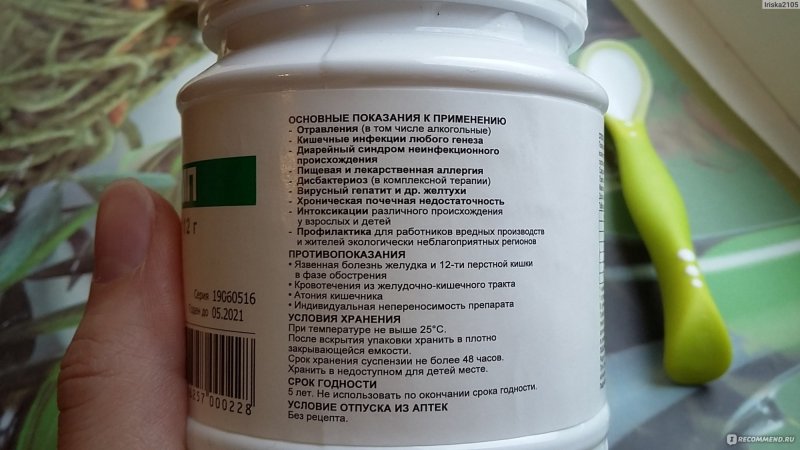 Iriska2105
П
12 г
Серия 19060516
Годен до 05.2021
257 000228
ОСНОВНЫЕ ПОКАЗАНИЯ К ПРИМЕНЕНИЮ
- Отравления (в том числе алкогольные)
- Кишечные инфекции любого генеза
- Диарейный синдром неинфекционного
происхождения
- Пищевая и лекарственная аллергия
- Дисбактериоз (в комплексной терапии)
- Вирусный гепатит и др. желтухи
- Хроническая почечная недостаточность
- Интоксикации различного происхождения
у взрослых и детей
- Профилактика для работников вредных производств
и жителей экологически неблагоприятных регионов
ПРОТИВОПОКАЗАНИЯ
• Язвенная болезнь желудка и 12-ти перстной кишки
в фазе обострения
• Кровотечения из желудочно-кишечного тракта
• Атония кишечника
• Индивидуальная непереносимость препарата
УСЛОВИЯ ХРАНЕНИЯ
При температуре не выше 25°С.
После вскрытия упаковки хранить в плотно
закрывающейся емкости.
Срок хранения суспензии не более 48 часов.
Хранить в недоступном для детей месте.
СРОК ГОДНОСТИ
5 лет. Не использовать по окончании срока годности.
УСЛОВИЕ ОТПУСКА ИЗ АПТЕК
Без рецепта.
RECOMMEND.RU